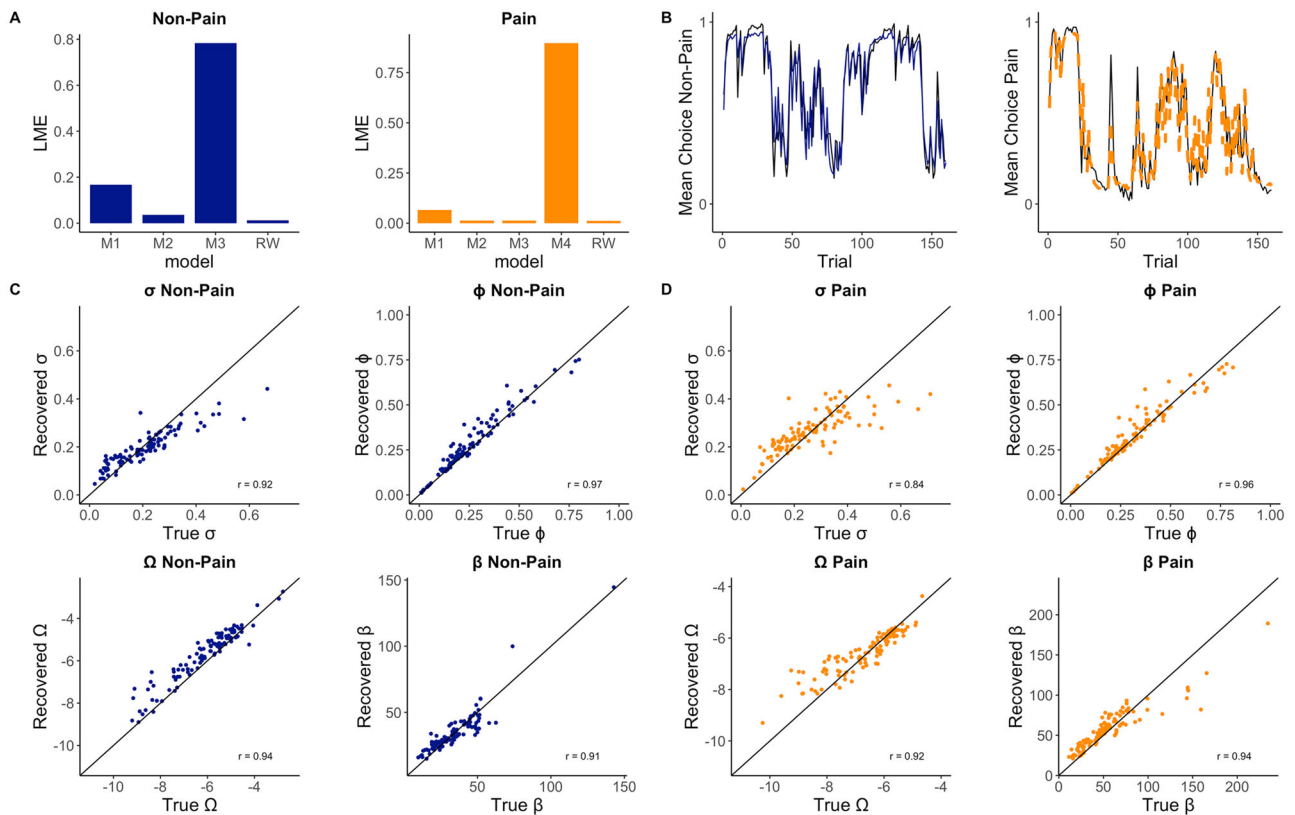 A
Non-Pain
Pain
B
LME
0.8
0.6
0.4
0.2
0.0
M1 M2 M3 RW
model
LME
0.75
0.50
0.25
0.00
M1 M2 M3 M4 RW
model
Mean Choice Non-Pain
1
0
1 50 100 150
Trial
Mean Choice Pain
1
0
1 50 100 150
Trial
C
σ Non-Pain
Recovered σ
0.6
0.4
0.2
0.0
r = 0.92
0.0 0.2 0.4 0.6
True σ
ϕ Non-Pain
Recovered ϕ
1.00
0.75
0.50
0.25
0.00
r = 0.97
0.00 0.25 0.50 0.75 1.00
True ϕ
D
σ Pain
Recovered σ
0.6
0.4
0.2
0.0
r = 0.84
0.0 0.2 0.4 0.6
True σ
ϕ Pain
Recovered ϕ
1.00
0.75
0.50
0.25
0.00
r = 0.96
0.00 0.25 0.50 0.75 1.00
True ϕ
Ω Non-Pain
Recovered Ω
-4
-6
-8
-10
r = 0.94
-10 -8 -6 -4
True Ω
β Non-Pain
Recovered β
150
100
50
r = 0.91
50 100 150
True β
Ω Pain
Recovered Ω
-4
-6
-8
-10
r = 0.92
-10 -8 -6 -4
True Ω
β Pain
Recovered β
200
150
100
50
0
r = 0.94
0 50 100 150 200
True β